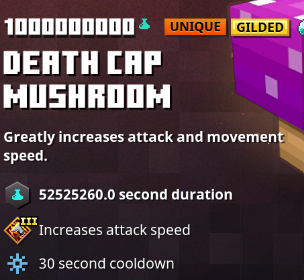 1000000000 UNIQUE GILDED
DEATH CAP
MUSHROOM
Greatly increases attack and movement
speed.
52525260.0 second duration
III
Increases attack speed
30 second cooldown